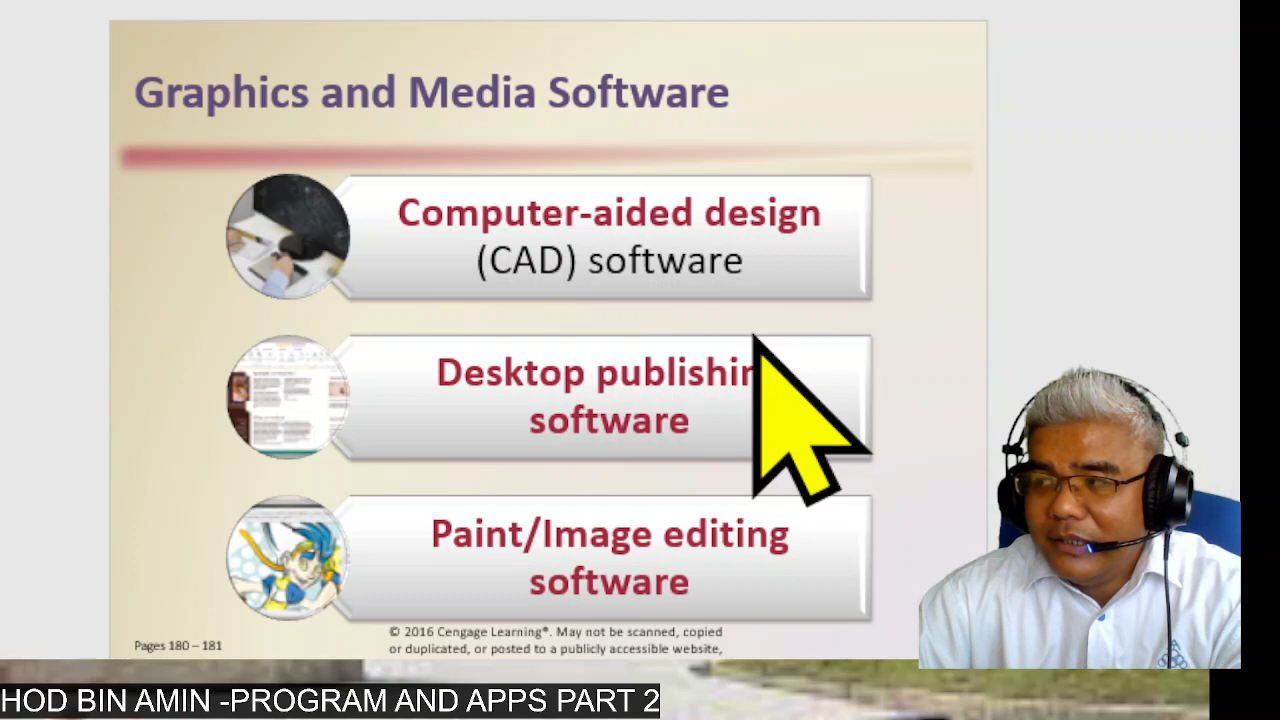 Graphics and Media Software
Computer-aided design
(CAD) software
Desktop publishin
software
Paint/Image editing
software
© 2016 Cengage Learning®. May not be scanned, copied
or duplicated, or posted to a publicly accessible website,
Pages 180 – 181
HOD BIN AMIN -PROGRAM AND APPS PART 2